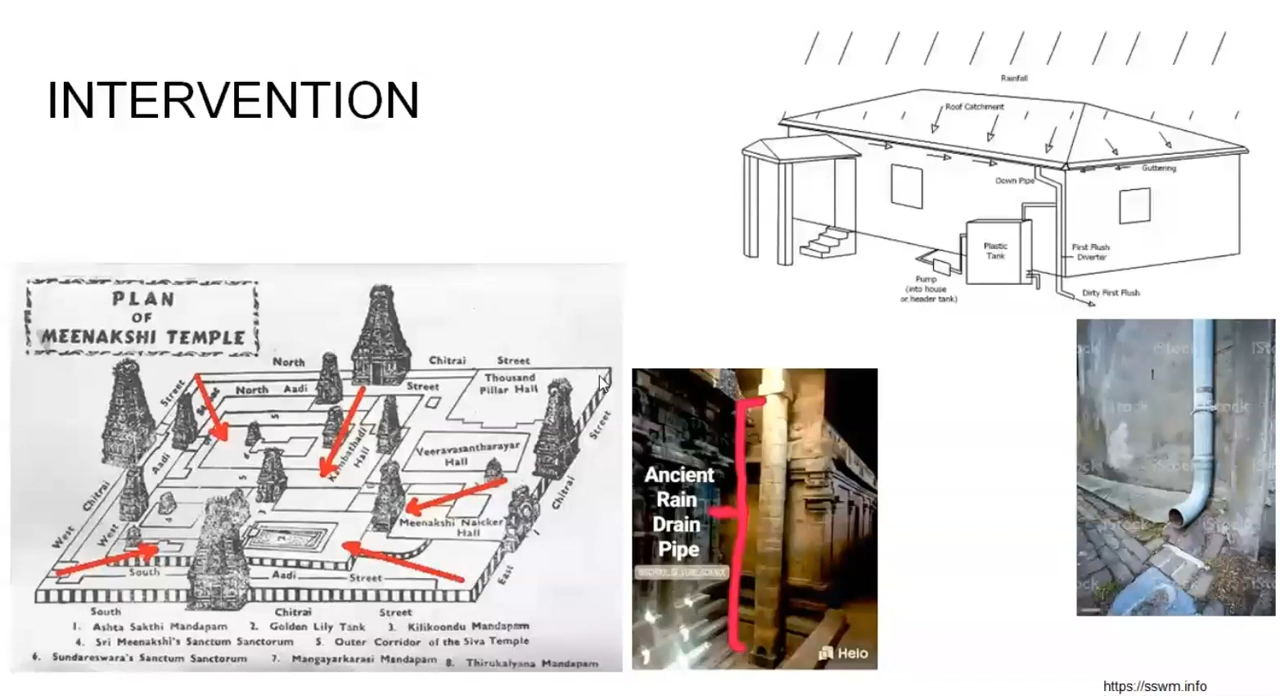 INTERVENTION
Rainfall
Roof Catchment
Guttering
Down Pipe
Plastic
Tank
First Flush
Diverter
Pump
(into house
or header tank)
Dirty First Flush
PLAN
OF
MEENAKSHI TEMPLE
North Chitrai Street
North Aadi Street
Thousand
Pillar Hall
Street
Aadi
West Chitrai
West
Kambathadi
Hall
Veeravasantharayar
Hall
Meenakshi Naicker
Hall
East Chitrai Street
South Aadi Street
South Chitrai Street
1. Ashta Sakthi Mandapam 2. Golden Lily Tank 3. Kilikoondu Mandapam
4. Sri Meenakshi's Sanctum Sanctorum 5. Outer Corridor of the Siva Temple
6. Sundareswara's Sanctum Sanctorum 7. Mangayarkarasi Mandapam 8. Thirukalyana Mandapam
Ancient
Rain
Drain
Pipe
Helo
iStock
https://sswm.info